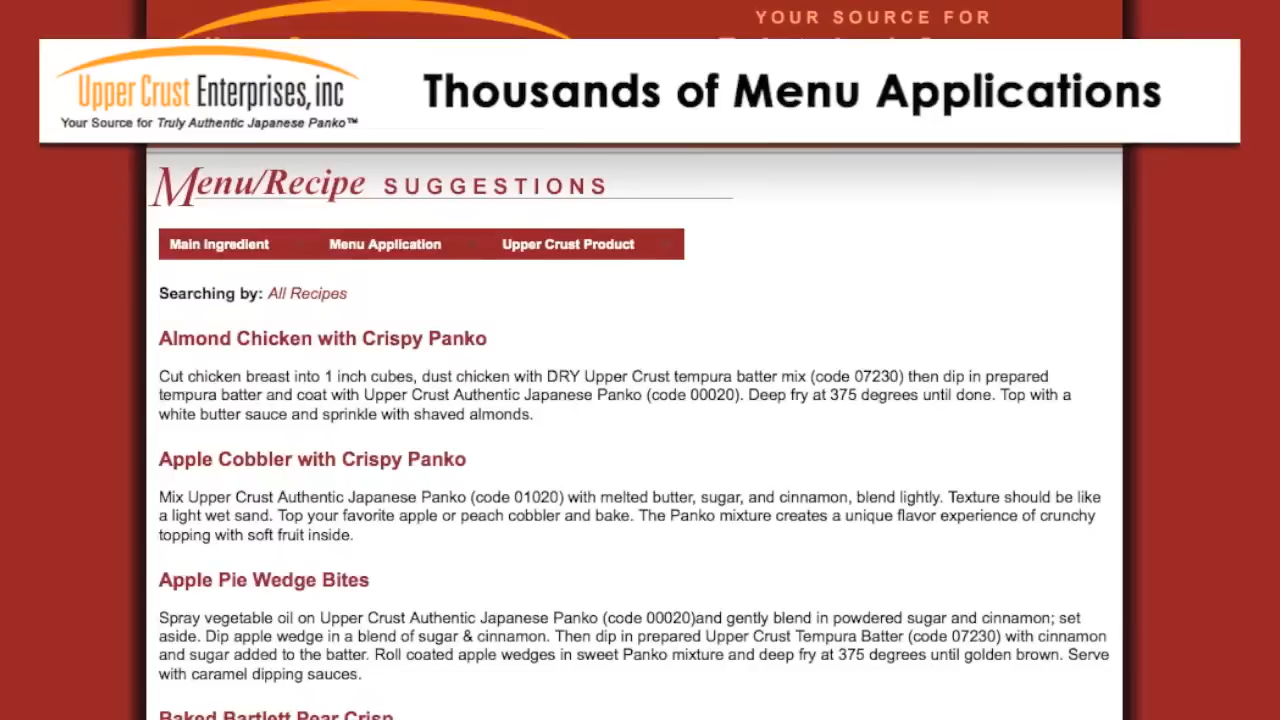 YOUR SOURCE FOR
Upper Crust Enterprises, inc
Your Source for Truly Authentic Japanese Panko™
Thousands of Menu Applications
Menu/Recipe SUGGESTIONS
Main Ingredient Menu Application Upper Crust Product
Searching by: All Recipes
Almond Chicken with Crispy Panko
Cut chicken breast into 1 inch cubes, dust chicken with DRY Upper Crust tempura batter mix (code 07230) then dip in prepared
tempura batter and coat with Upper Crust Authentic Japanese Panko (code 00020). Deep fry at 375 degrees until done. Top with a
white butter sauce and sprinkle with shaved almonds.
Apple Cobbler with Crispy Panko
Mix Upper Crust Authentic Japanese Panko (code 01020) with melted butter, sugar, and cinnamon, blend lightly. Texture should be like
a light wet sand. Top your favorite apple or peach cobbler and bake. The Panko mixture creates a unique flavor experience of crunchy
topping with soft fruit inside.
Apple Pie Wedge Bites
Spray vegetable oil on Upper Crust Authentic Japanese Panko (code 00020)and gently blend in powdered sugar and cinnamon; set
aside. Dip apple wedge in a blend of sugar & cinnamon. Then dip in prepared Upper Crust Tempura Batter (code 07230) with cinnamon
and sugar added to the batter. Roll coated apple wedges in sweet Panko mixture and deep fry at 375 degrees until golden brown. Serve
with caramel dipping sauces.
Baked Bartlett Pear Crisp